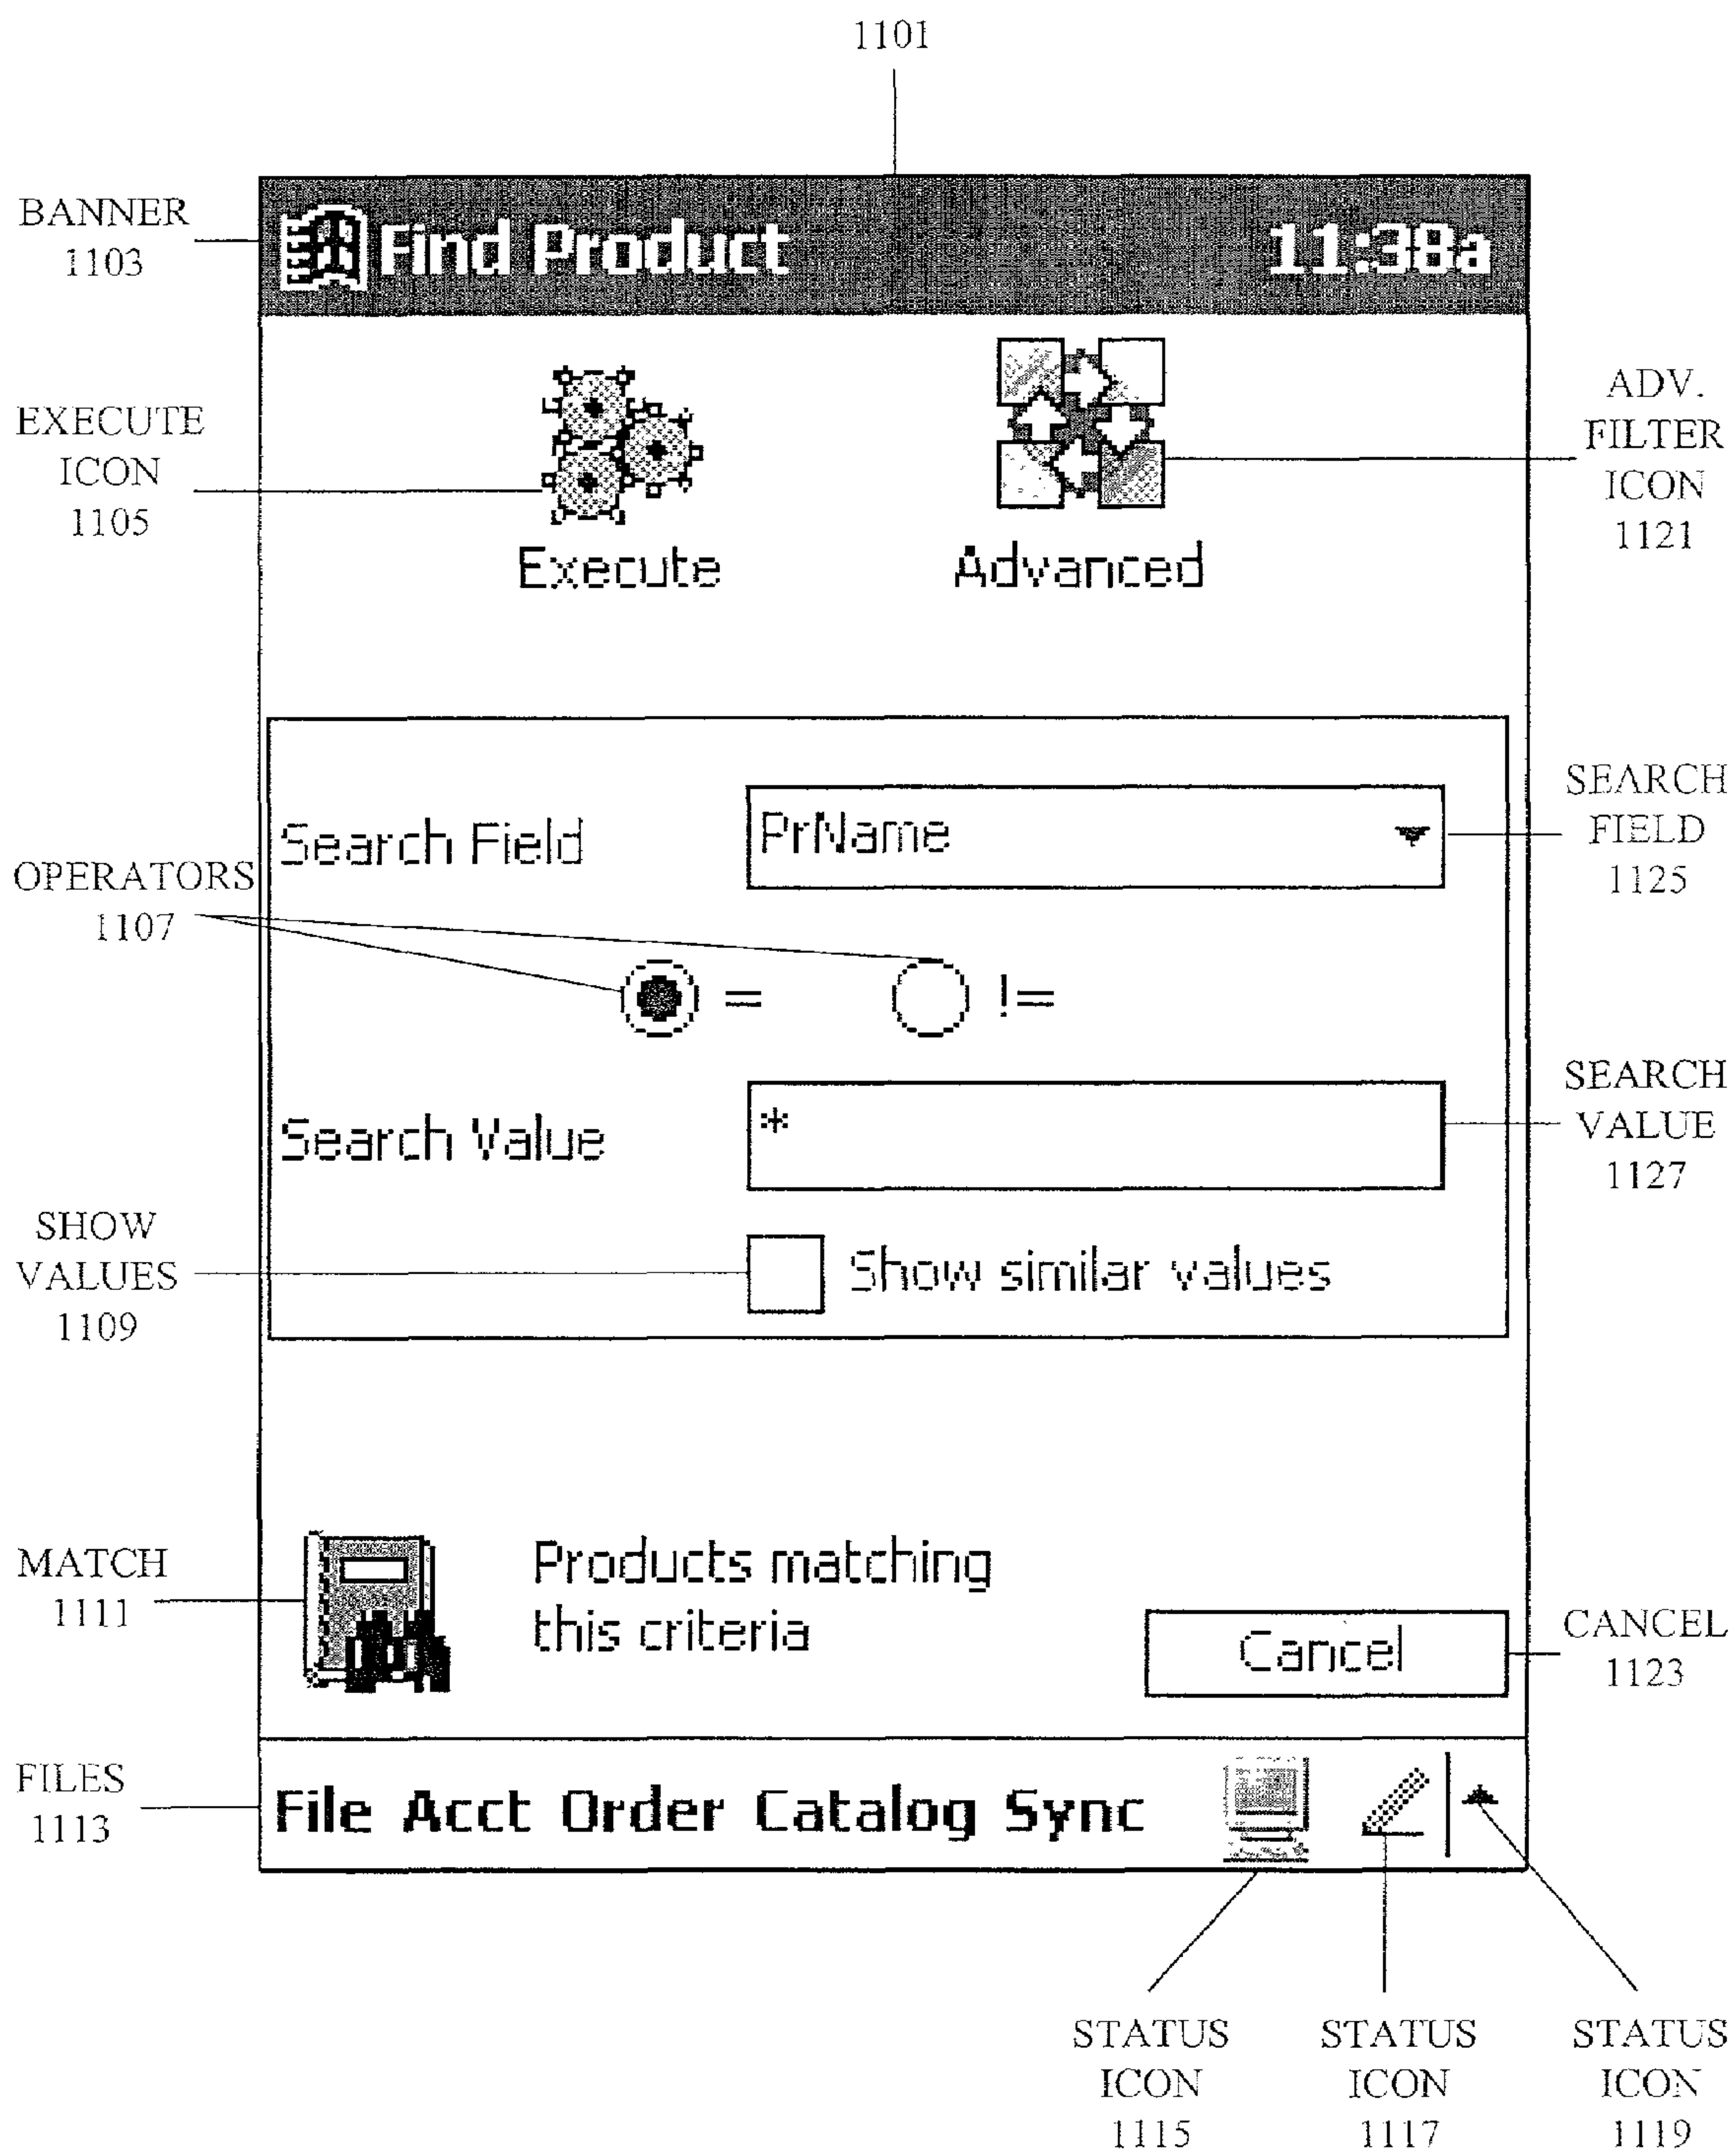 1101
BANNER
1103
Find Product 11:38a
EXECUTE
ICON
1105
Execute
Advanced
ADV.
FILTER
ICON
1121
Search Field
PrName
SEARCH
FIELD
1125
OPERATORS
1107
= !=
Search Value
*
SEARCH
VALUE
1127
SHOW
VALUES
1109
Show similar values
MATCH
1111
Products matching
this criteria
Cancel
CANCEL
1123
FILES
1113
File Acct Order Catalog Sync
STATUS
ICON
1115
STATUS
ICON
1117
STATUS
ICON
1119